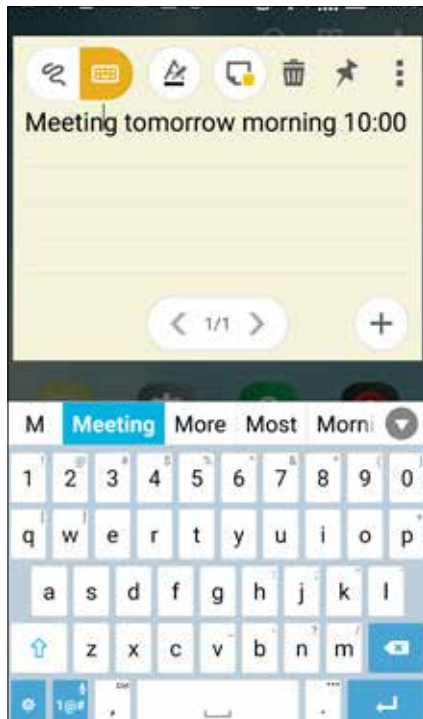 Meeting tomorrow morning 10:00
1/1
M Meeting More Most Morni
1 2 3 4 5 6 7 8 9 0
q w e r t y u i o p
a s d f g h j k l
z x c v b n m
1@# , .